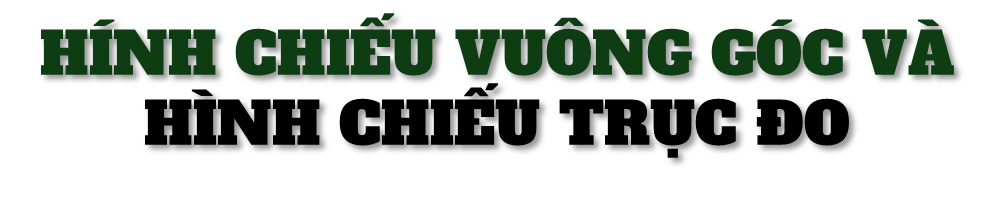 HÍNH CHIẾU VUÔNG GÓC VÀ
HÌNH CHIẾU TRỤC ĐO